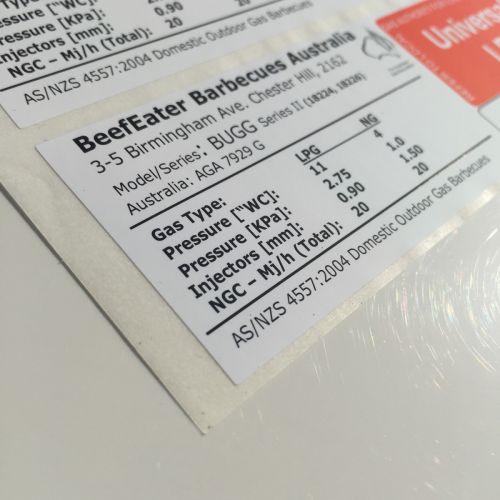 Pressure ["WC]:
Pressure [KPa]:
Injectors [mm]: 0.90
NGC – Mj/h (Total): 20 20
AS/NZS 4557:2004 Domestic Outdoor Gas Barbecues
Univers
BeefEater Barbecues Australia
3-5 Birmingham Ave. Chester Hill, 2162
Model/Series: BUGG Series II (18224, 18228)
Australia: AGA 7929 G
Gas Type: LPG NG
Pressure ["WC]: 11 4
Pressure [KPa]: 2.75 1.0
Injectors [mm]: 0.90 1.50
NGC – Mj/h (Total): 20 20
AS/NZS 4557:2004 Domestic Outdoor Gas Barbecues